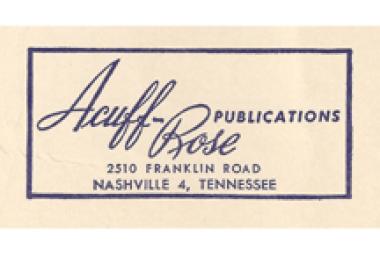 Acuff-Rose PUBLICATIONS
2510 FRANKLIN ROAD
NASHVILLE 4, TENNESSEE